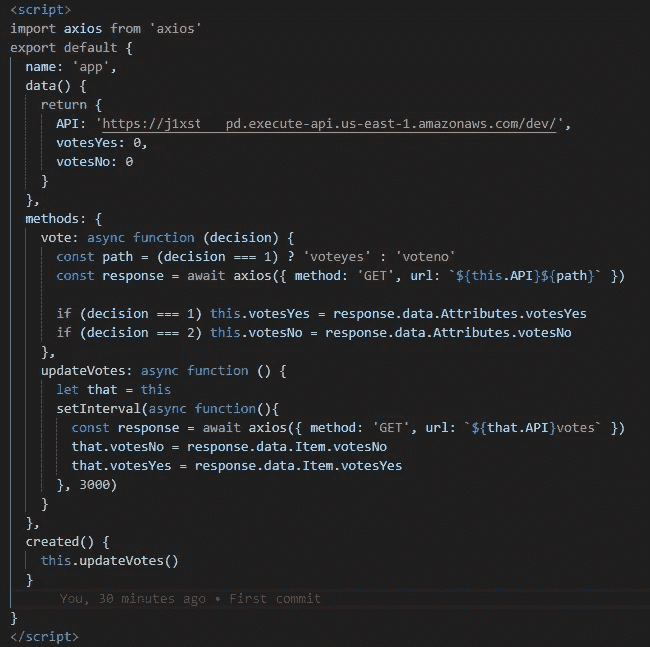 <script>
import axios from 'axios'
export default {
  name: 'app',
  data() {
    return {
      API: 'https://j1xst   pd.execute-api.us-east-1.amazonaws.com/dev/',
      votesYes: 0,
      votesNo: 0
    }
  },
  methods: {
    vote: async function (decision) {
      const path = (decision === 1) ? 'voteyes' : 'voteno'
      const response = await axios({ method: 'GET', url: `${this.API}${path}` })

      if (decision === 1) this.votesYes = response.data.Attributes.votesYes
      if (decision === 2) this.votesNo = response.data.Attributes.votesNo
    },
    updateVotes: async function () {
      let that = this
      setInterval(async function(){
        const response = await axios({ method: 'GET', url: `${that.API}votes` })
        that.votesNo = response.data.Item.votesNo
        that.votesYes = response.data.Item.votesYes
      }, 3000)
    }
  },
  created() {
    this.updateVotes()
  }
      You, 30 minutes ago • First commit
}
</script>